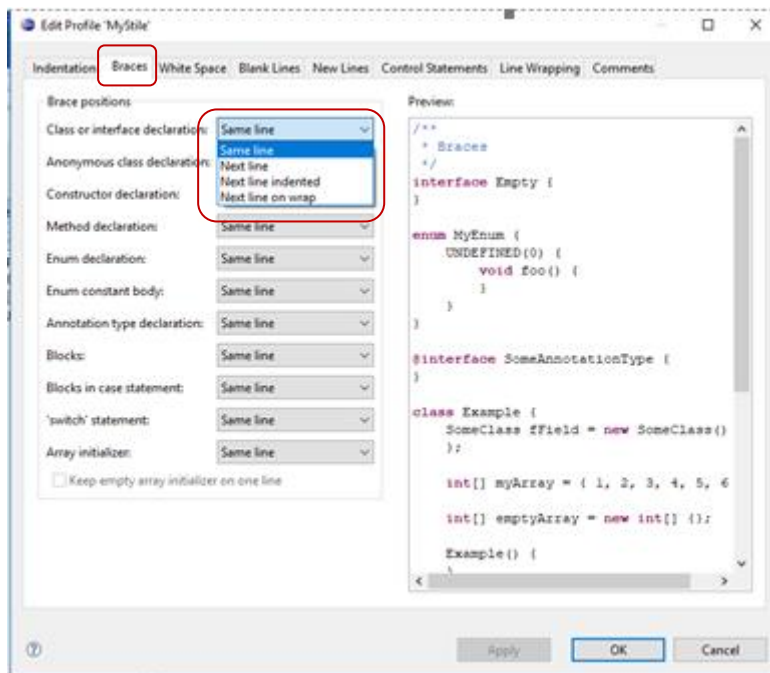 Edit Profile 'MyStile'
Indentation Braces White Space Blank Lines New Lines Control Statements Line Wrapping Comments
Brace positions
Class or interface declaration: Same line
Same line
Next line
Next line indented
Next line on wrap
Anonymous class declaration:
Constructor declaration:
Method declaration: Same line
Enum declaration: Same line
Enum constant body: Same line
Annotation type declaration: Same line
Blocks: Same line
Blocks in case statement: Same line
'switch' statement: Same line
Array initializer: Same line
Keep empty array initializer on one line
Preview:
/**
* Braces
*/
interface Empty {
}
enum MyEnum {
UNDEFINED(0) {
void foo() {
}
}
}
@interface SomeAnnotationType {
}
class Example {
SomeClass fField = new SomeClass()
};
int[] myArray = { 1, 2, 3, 4, 5, 6
int[] emptyArray = new int[] {};
Example() {
}
Apply OK Cancel